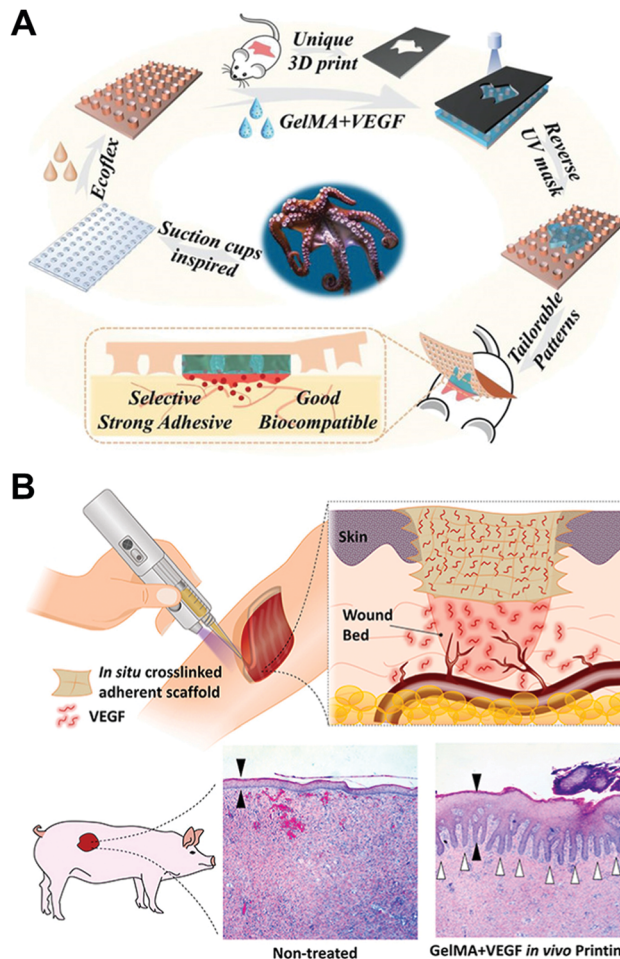 A
Unique
3D print
GelMA+VEGF
Reverse
UV mask
Ecoflex
Suction cups
inspired
Tailorable
Patterns
Selective
Strong Adhesive
Good
Biocompatible
B
Skin
Wound
Bed
In situ crosslinked
adherent scaffold
VEGF
Non-treated
GelMA+VEGF in vivo Printin